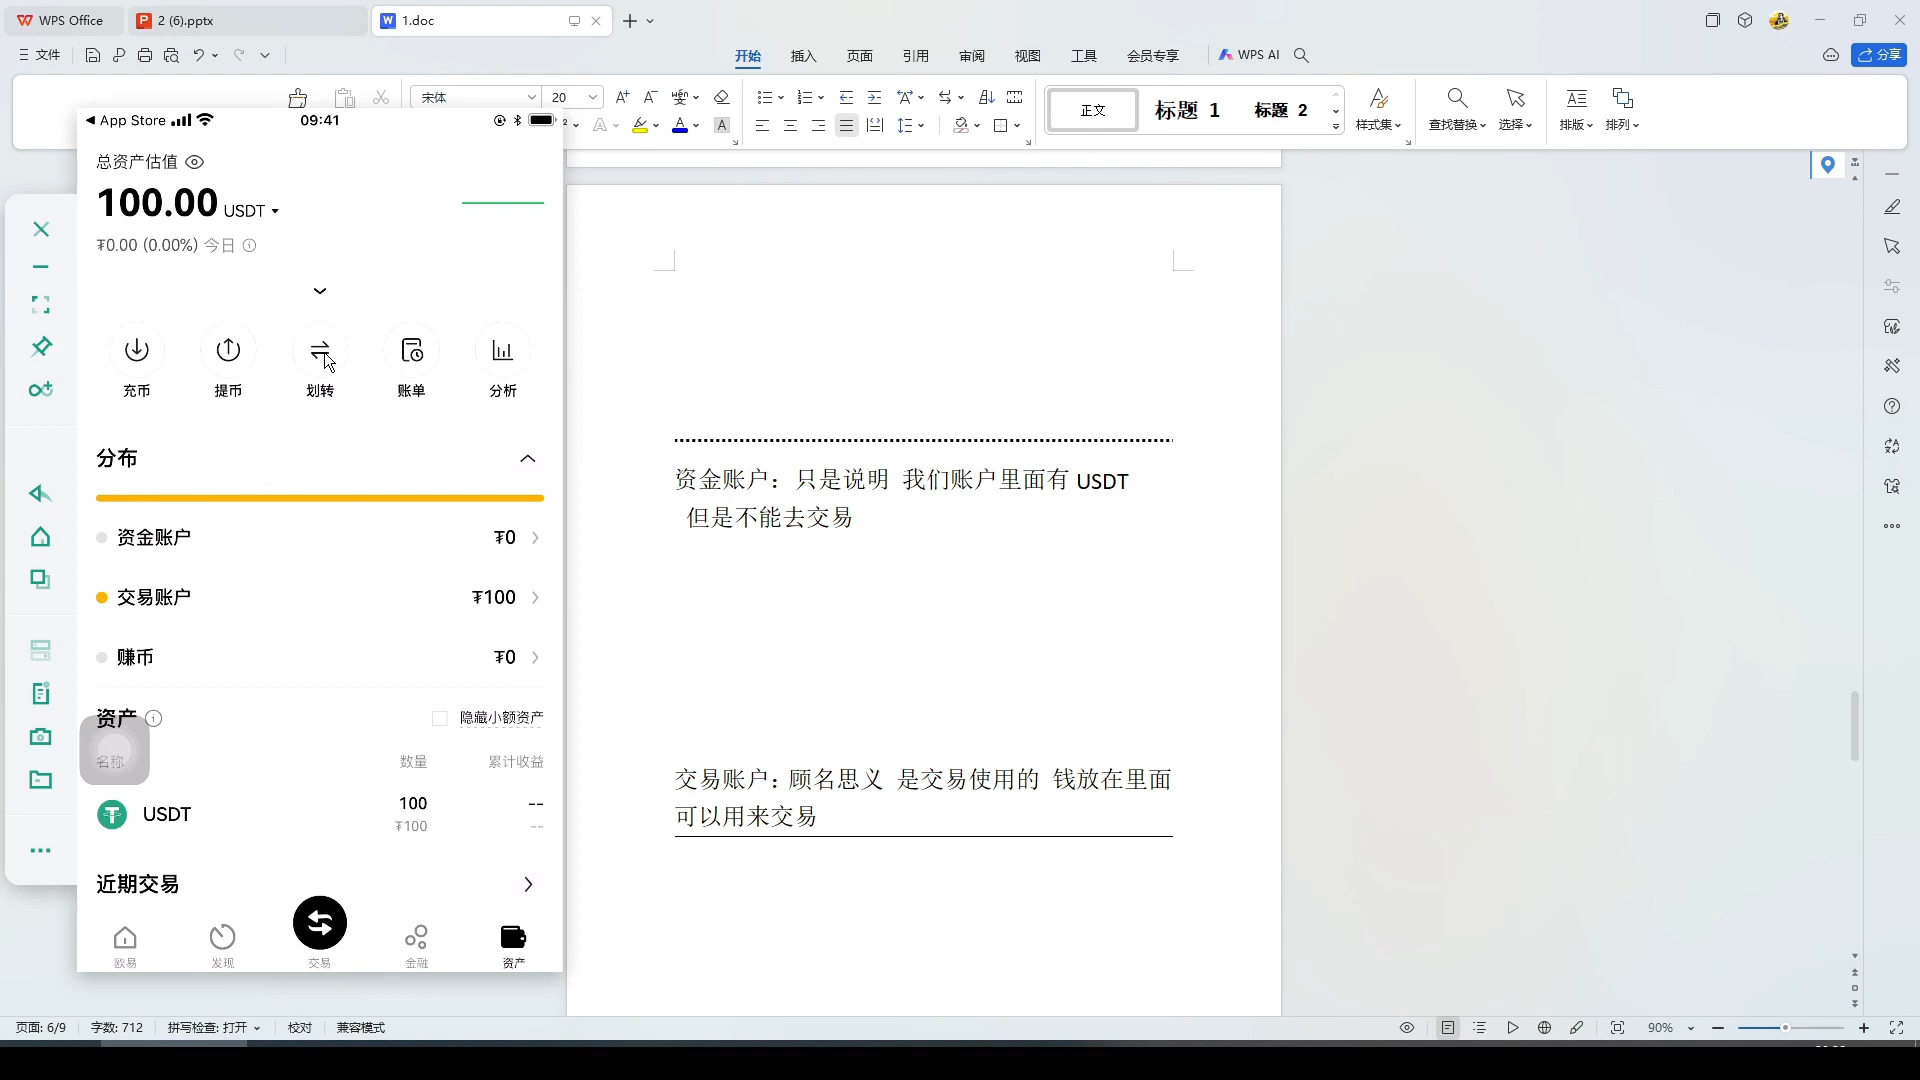 WPS Office
2 (6).pptx
1.doc
文件
开始
插入
页面
引用
审阅
视图
工具
会员专享
WPS AI
分享
宋体
20
正文
标题 1
标题 2
样式集
查找替换
选择
排版
排列
App Store
09:41
总资产估值
100.00 USDT
₮0.00 (0.00%) 今日
充币
提币
划转
账单
分析
分布
资金账户 ₮0
交易账户 ₮100
赚币 ₮0
资产
隐藏小额资产
名称 数量 累计收益
USDT 100 --
₮100 --
近期交易
欧易
发现
交易
金融
资产
资金账户：只是说明 我们账户里面有 USDT
但是不能去交易
交易账户：顾名思义 是交易使用的 钱放在里面
可以用来交易
页面: 6/9
字数: 712
拼写检查: 打开
校对
兼容模式
90%